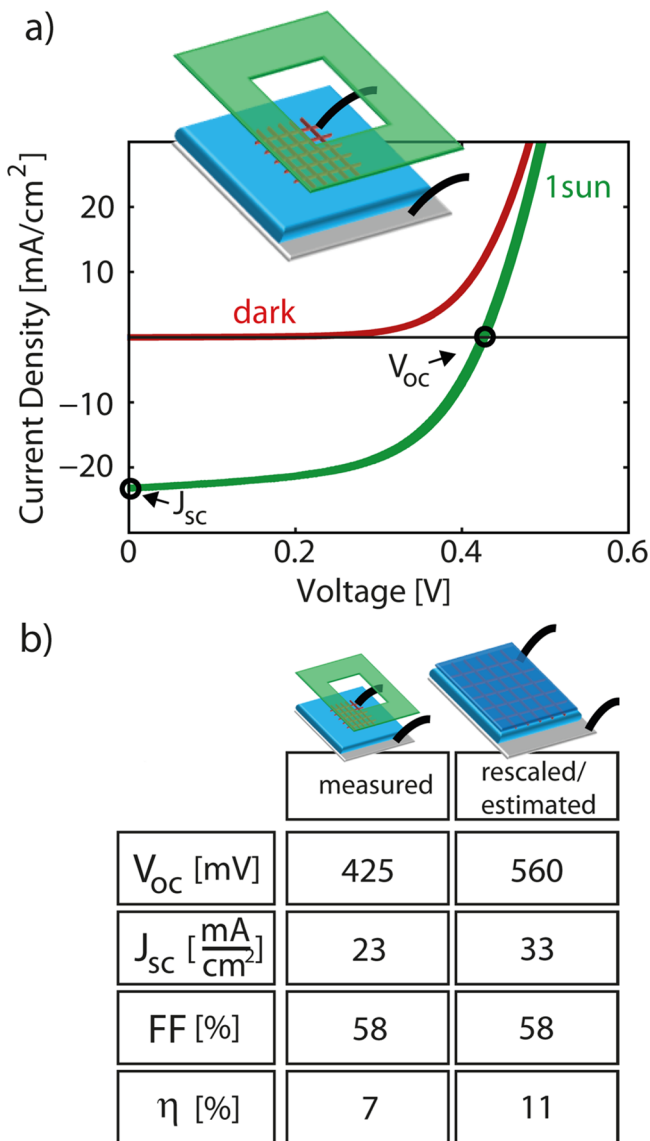 a)
Current Density [mA/cm²]
20
10
−10
−20
1sun
dark
Voc
Jsc
0
0.2
0.4
0.6
Voltage [V]
b)
measured
rescaled/
estimated
Voc [mV]
425
560
Jsc [mA/cm²]
23
33
FF [%]
58
58
η [%]
7
11